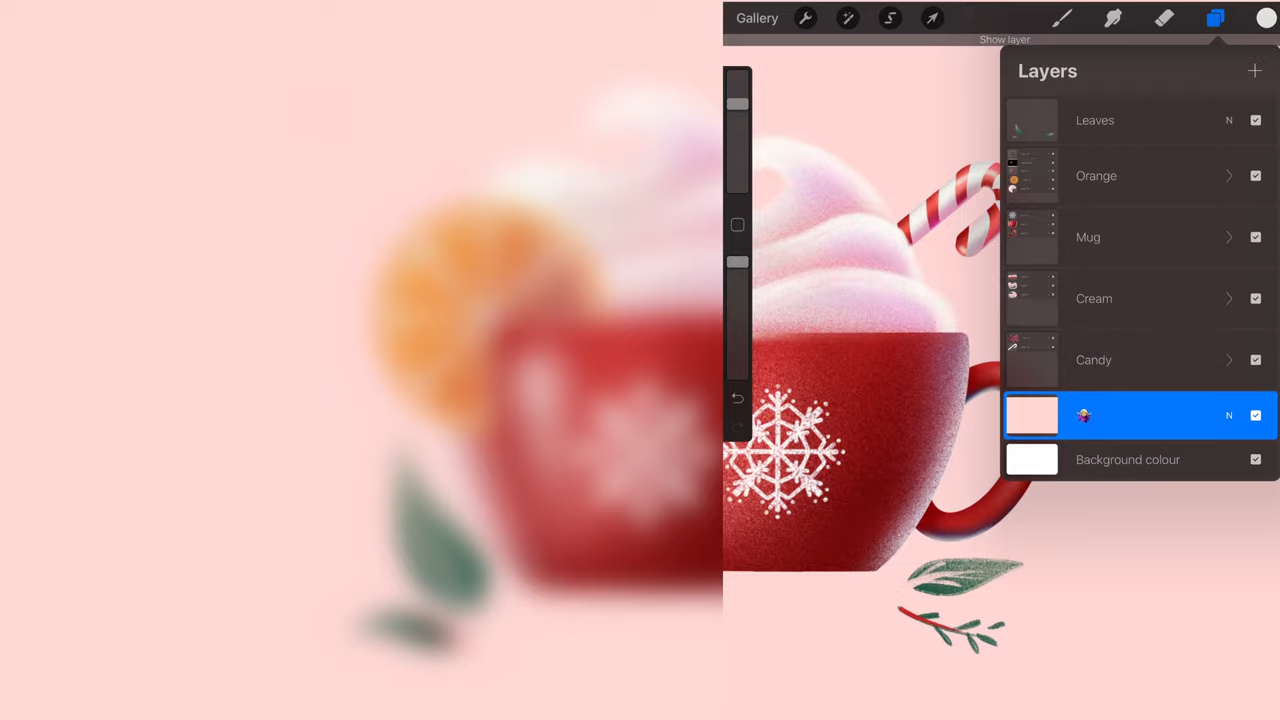 Gallery
Show layer
Layers
Leaves N
Orange
Mug
Cream
Candy
N
Background colour